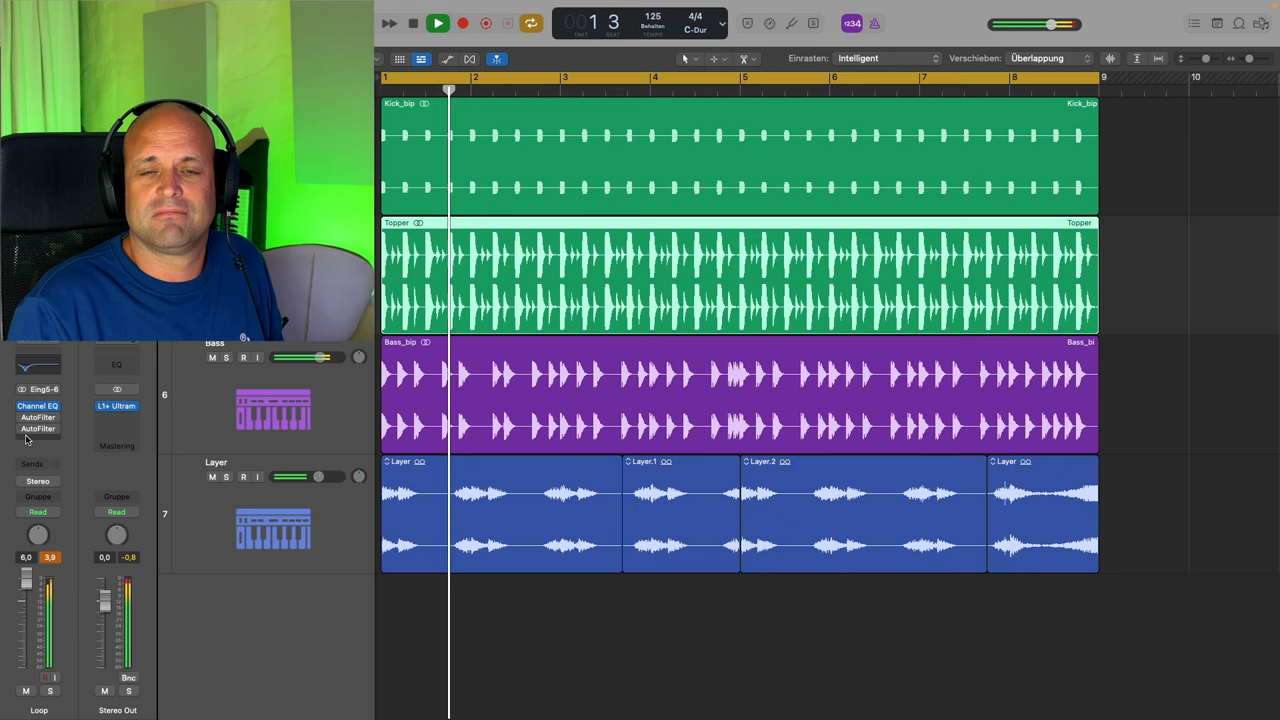 001 3
TAKT
BEAT
125
Behalten
TEMPO
4/4
C-Dur
1234
Einrasten:
Intelligent
Verschieben:
Überlappung
1
2
3
4
5
6
7
8
9
10
Kick_bip
Kick_bip
Topper
Topper
Bass
M S R I
6
Bass_bip
Bass_bi
Layer
M S R I
7
Layer
Layer.1
Layer.2
Layer
EQ
Eing5-6
Channel EQ
L1+ Ultram
AutoFilter
AutoFilter
Mastering
Sends
Stereo
Gruppe
Gruppe
Read
Read
6,0
3,9
0,0
-0,8
R I
Bnc
M S
M S
Loop
Stereo Out